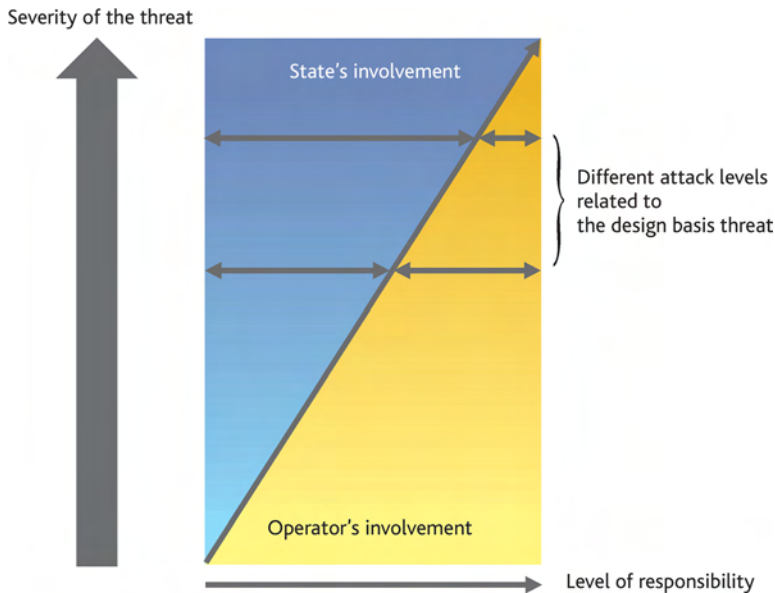 Severity of the threat
State's involvement
Different attack levels
related to
the design basis threat
Operator's involvement
Level of responsibility